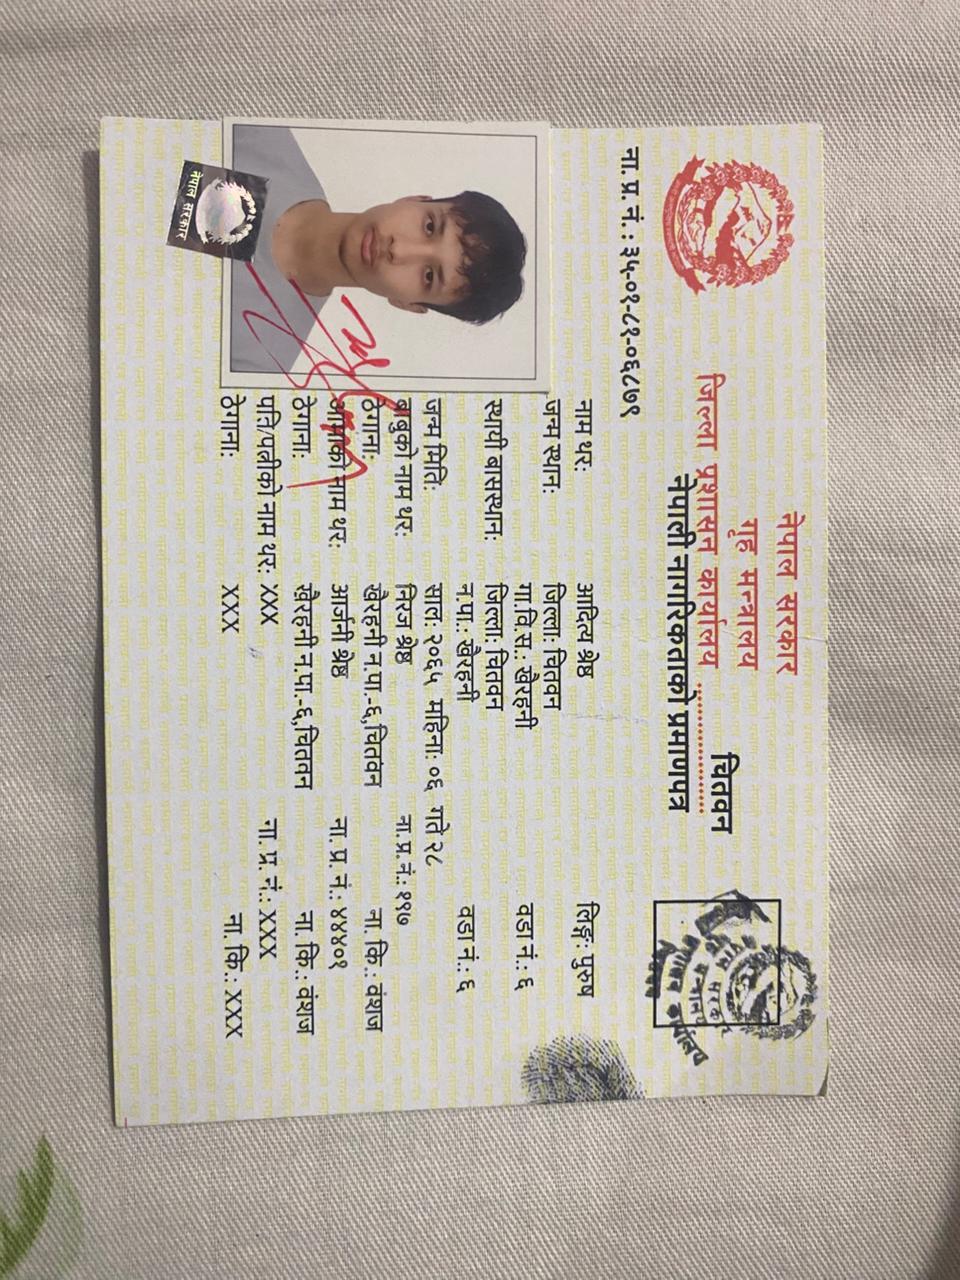 नेपाल सरकार
गृह मन्त्रालय
जिल्ला प्रशासन कार्यालय ............... चितवन
नेपाली नागरिकताको प्रमाणपत्र
ना. प्र. नं.: ३५-०१-८१-०६८७१
नाम थर: आदित्य श्रेष्ठ लिङ्ग: पुरुष
जन्म स्थान: जिल्ला: चितवन
गा.वि.स.: खैरहनी वडा नं.: ६
स्थायी बासस्थान: जिल्ला: चितवन
न.पा.: खैरहनी वडा नं.: ६
जन्म मिति: साल: २०६५ महिना: ०६ गते २८
बाबुको नाम थर: निरज श्रेष्ठ ना.प्र.नं.: ११७
ठेगाना: खैरहनी न.पा.-६,चितवन ना. कि.: वंशज
आमाको नाम थर: आर्जनी श्रेष्ठ ना. प्र. नं.: ४४४०१
ठेगाना: खैरहनी न.पा.-६,चितवन ना. कि.: वंशज
पति/पत्नीको नाम थर: XXX ना. प्र. नं.: XXX
ठेगाना: XXX ना. कि.: XXX
नेपाल सरकार